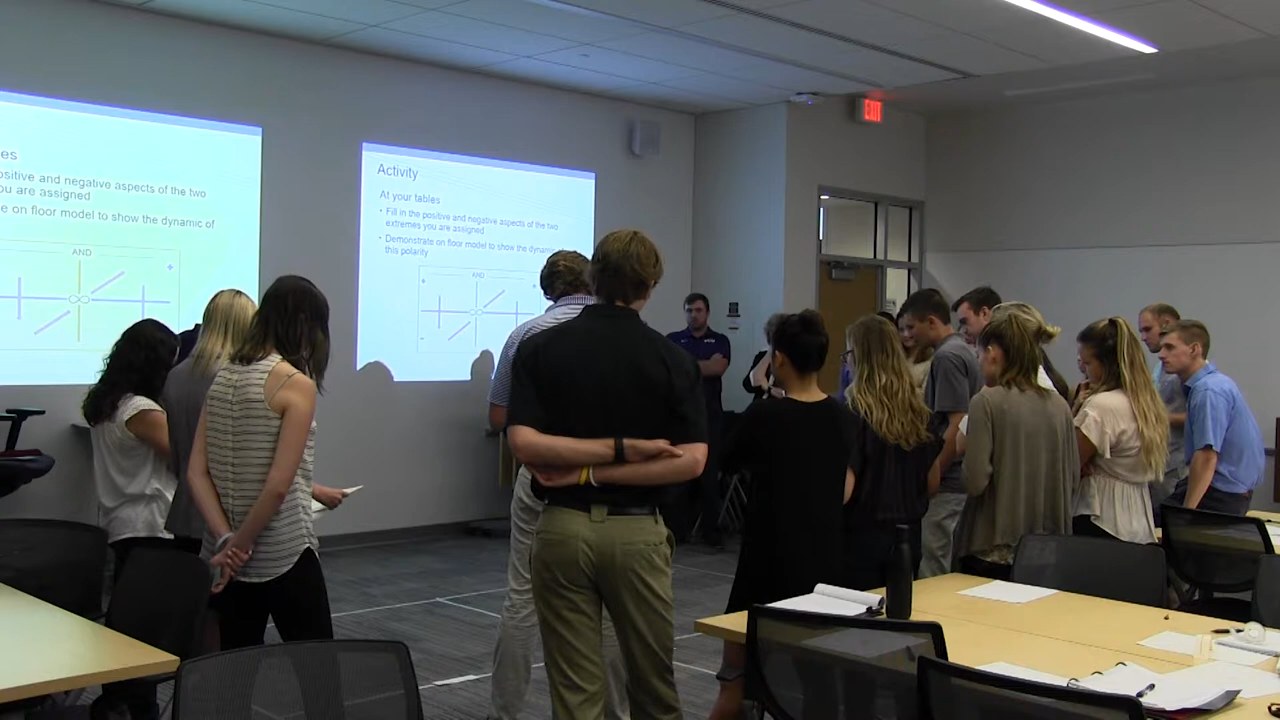 es
ositive and negative aspects of the two
ou are assigned
e on floor model to show the dynamic of
AND
+
Activity
At your tables
• Fill in the positive and negative aspects of the two
extremes you are assigned
• Demonstrate on floor model to show the dynamic
this polarity
AND
EXIT